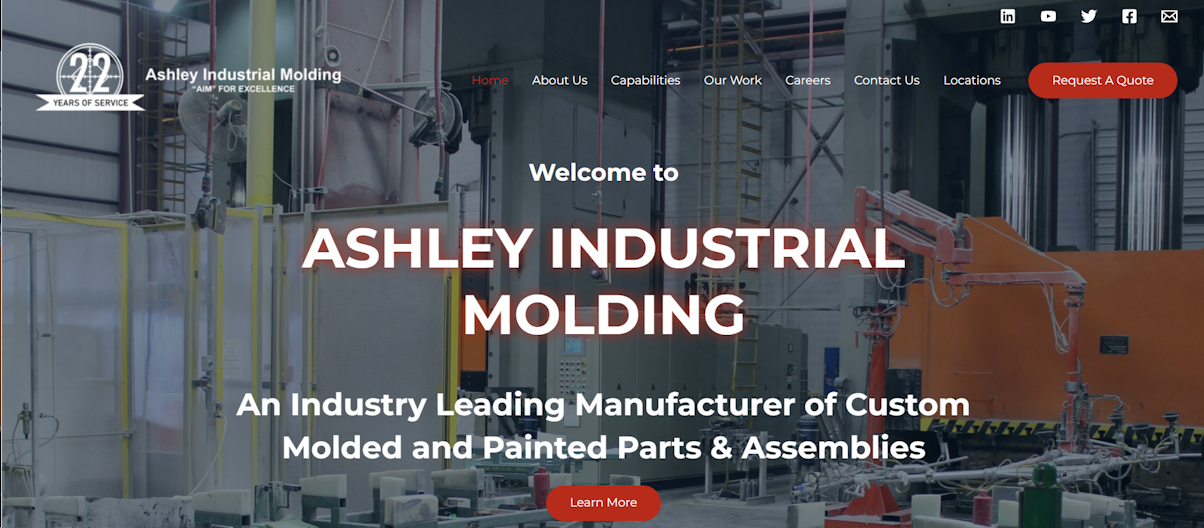 22
YEARS OF SERVICE
Ashley Industrial Molding
"AIM" FOR EXCELLENCE
Home About Us Capabilities Our Work Careers Contact Us Locations Request A Quote
Welcome to
ASHLEY INDUSTRIAL
MOLDING
An Industry Leading Manufacturer of Custom
Molded and Painted Parts & Assemblies
Learn More